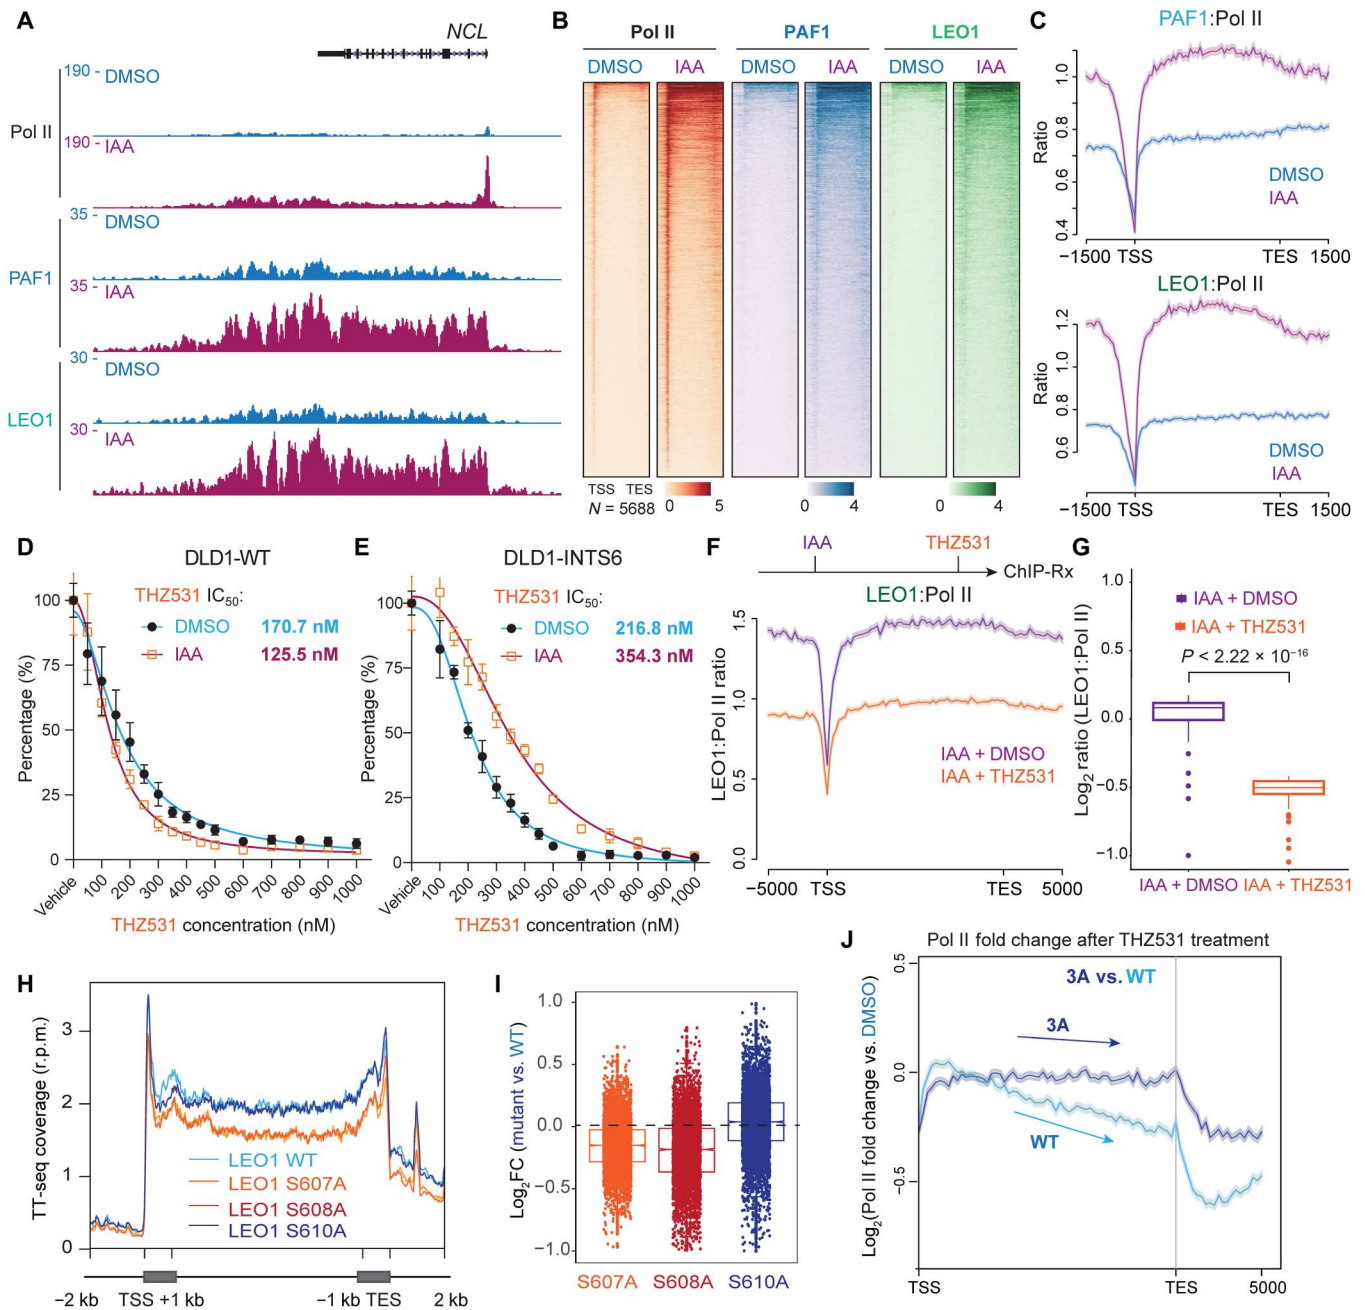 A
NCL
190 - DMSO
Pol II
190 - IAA
35 - DMSO
PAF1
35 - IAA
30 - DMSO
LEO1
30 - IAA
B
Pol II PAF1 LEO1
DMSO IAA DMSO IAA DMSO IAA
TSS TES
N = 5688
0 5 0 4 0 4
C
PAF1:Pol II
Ratio
1.0
0.8
0.6
0.4
DMSO
IAA
−1500 TSS TES 1500
LEO1:Pol II
Ratio
1.2
1.0
0.8
0.6
DMSO
IAA
−1500 TSS TES 1500
D
DLD1-WT
THZ531 IC50:
DMSO 170.7 nM
IAA 125.5 nM
Percentage (%)
100
75
50
25
0
Vehicle 100 200 300 400 500 600 700 800 900 1000
THZ531 concentration (nM)
E
DLD1-INTS6
THZ531 IC50:
DMSO 216.8 nM
IAA 354.3 nM
Percentage (%)
100
75
50
25
0
Vehicle 100 200 300 400 500 600 700 800 900 1000
THZ531 concentration (nM)
F
IAA THZ531
ChIP-Rx
LEO1:Pol II
LEO1:Pol II ratio
1.5
1.0
0.5
0.0
IAA + DMSO
IAA + THZ531
−5000 TSS TES 5000
G
Log2 ratio (LEO1:Pol II)
1.0
0.5
0.0
−0.5
−1.0
IAA + DMSO
IAA + THZ531
P < 2.22 × 10−16
IAA + DMSO IAA + THZ531
H
TT-seq coverage (r.p.m.)
3
2
1
0
LEO1 WT
LEO1 S607A
LEO1 S608A
LEO1 S610A
−2 kb TSS +1 kb −1 kb TES 2 kb
I
Log2FC (mutant vs. WT)
1.0
0.5
0.0
−0.5
−1.0
S607A S608A S610A
J
Pol II fold change after THZ531 treatment
Log2(Pol II fold change vs. DMSO)
0.5
0.0
−0.5
3A vs. WT
3A
WT
TSS TES 5000